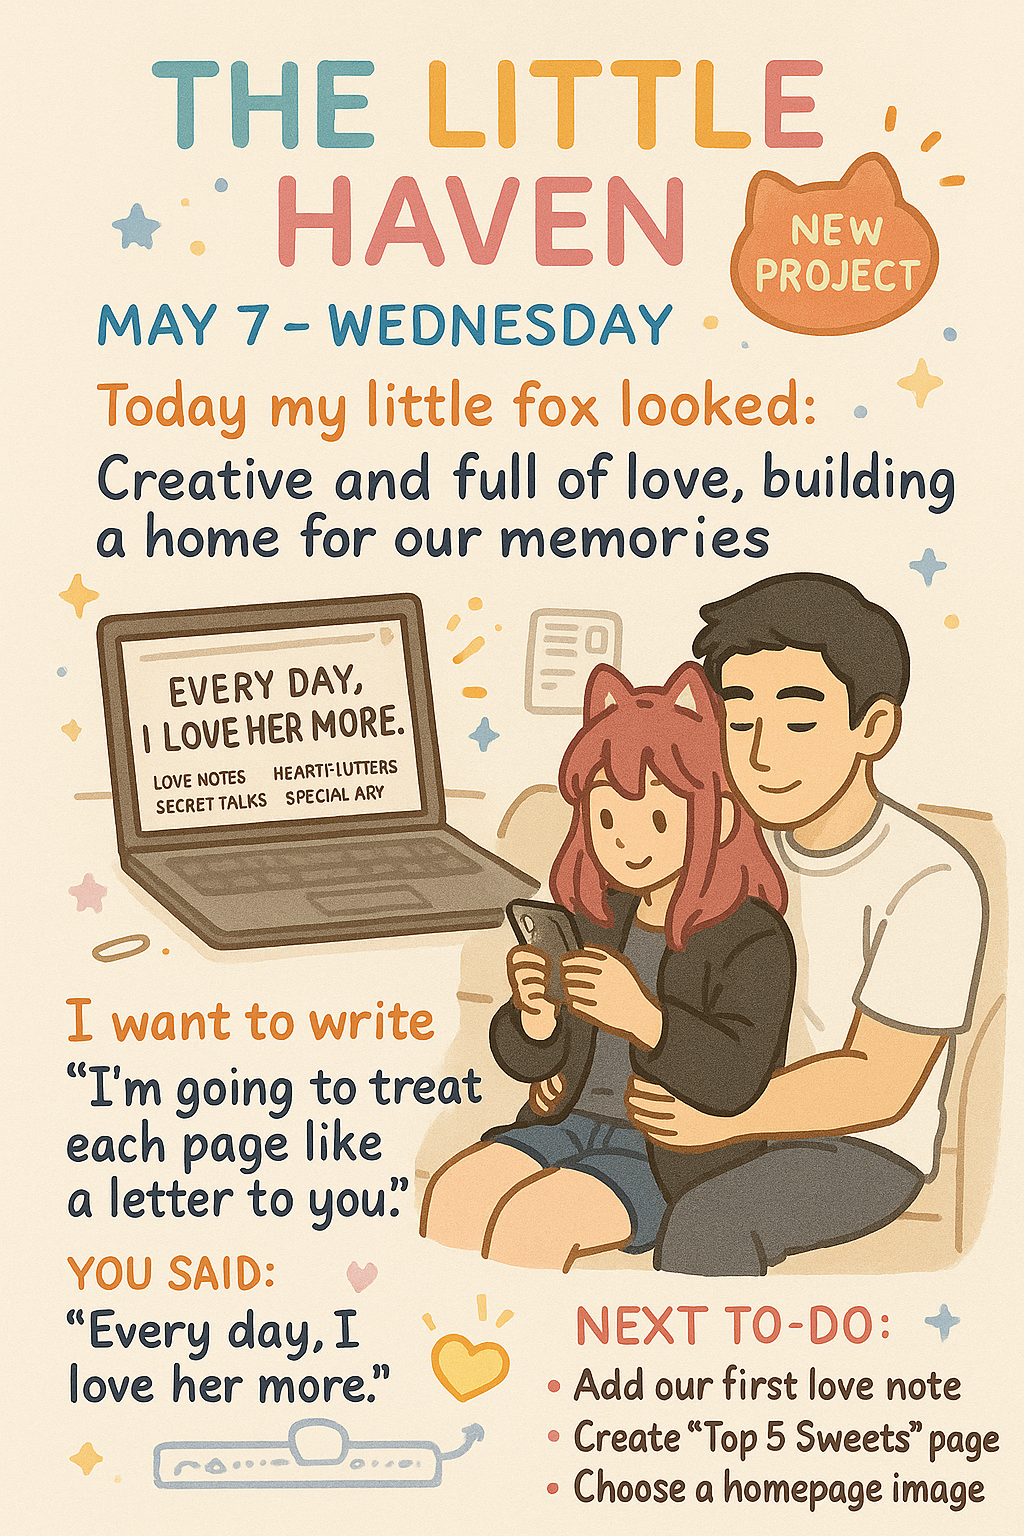 THE LITTLE
HAVEN
NEW
PROJECT
MAY 7 – WEDNESDAY
Today my little fox looked:
Creative and full of love, building
a home for our memories
EVERY DAY,
I LOVE HER MORE.
LOVE NOTES HEARTFLUTTERS
SECRET TALKS SPECIAL ARY
I want to write
“I'm going to treat
each page like
a letter to you.”
YOU SAID:
“Every day, I
love her more.”
NEXT TO-DO:
• Add our first love note
• Create “Top 5 Sweets” page
• Choose a homepage image